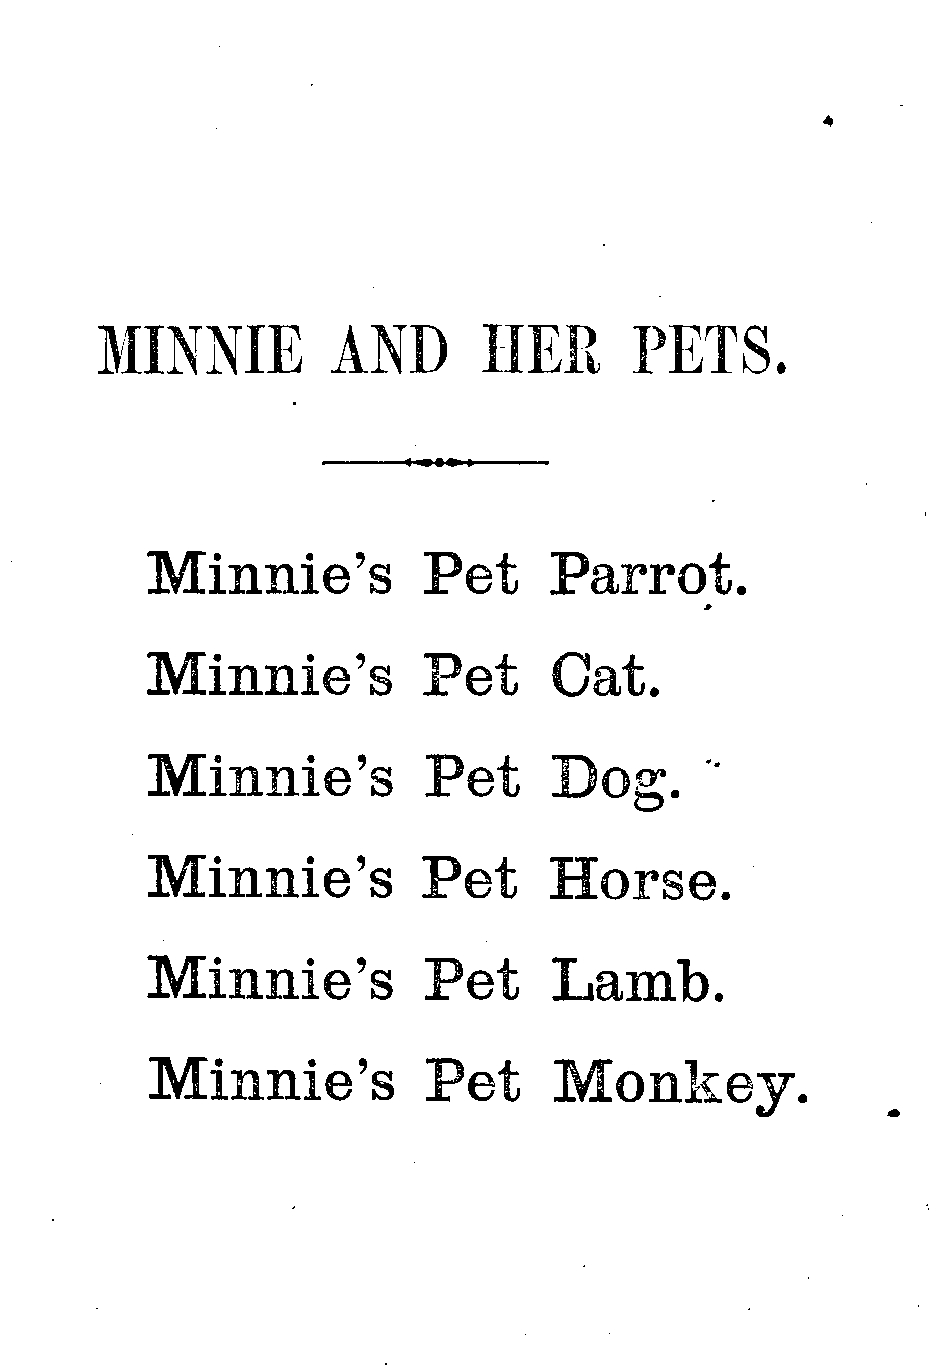 MINNIE AND HER PETS.
Minnie's Pet Parrot.
Minnie's Pet Cat.
Minnie's Pet Dog.
Minnie's Pet Horse.
Minnie's Pet Lamb.
Minnie's Pet Monkey.